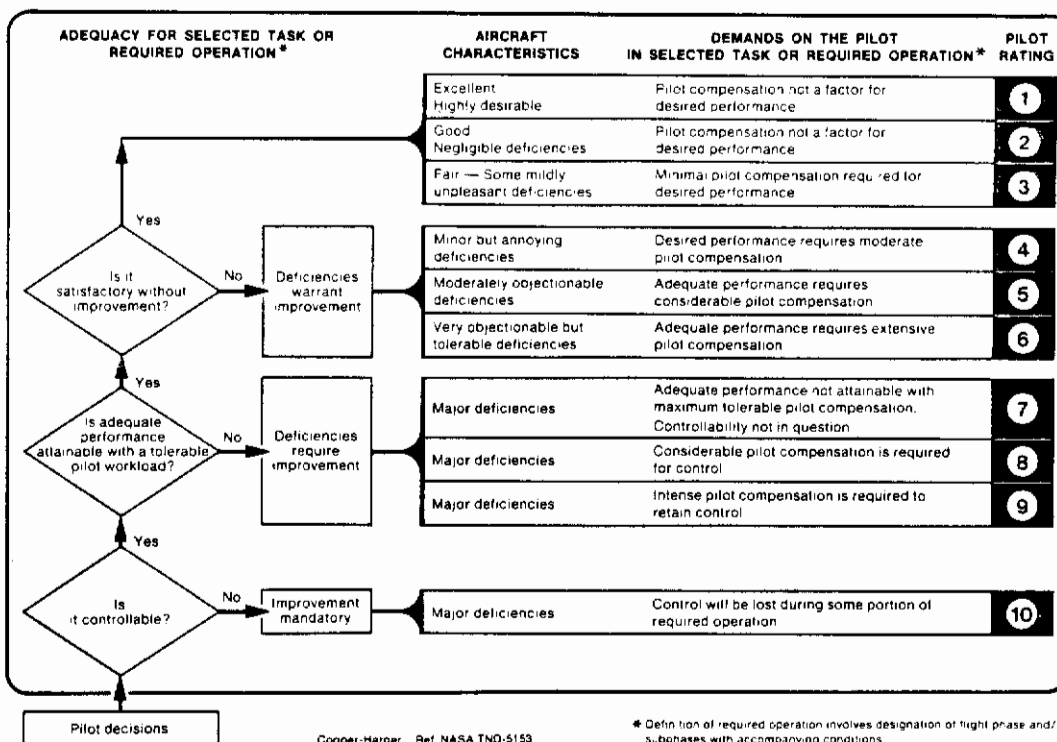 ADEQUACY FOR SELECTED TASK OR
REQUIRED OPERATION*
AIRCRAFT
CHARACTERISTICS
DEMANDS ON THE PILOT
IN SELECTED TASK OR REQUIRED OPERATION*
PILOT
RATING
Excellent
Highly desirable
Pilot compensation not a factor for
desired performance
1
Good
Negligible deficiencies
Pilot compensation not a factor for
desired performance
2
Fair — Some mildly
unpleasant deficiencies
Minimal pilot compensation required for
desired performance
3
Yes
Is it
satisfactory without
improvement?
No
Deficiencies
warrant
improvement
Minor but annoying
deficiencies
Desired performance requires moderate
pilot compensation
4
Moderately objectionable
deficiencies
Adequate performance requires
considerable pilot compensation
5
Very objectionable but
tolerable deficiencies
Adequate performance requires extensive
pilot compensation
6
Yes
Is adequate
performance
attainable with a tolerable
pilot workload?
No
Deficiencies
require
improvement
Major deficiencies
Adequate performance not attainable with
maximum tolerable pilot compensation.
Controllability not in question
7
Major deficiencies
Considerable pilot compensation is required
for control
8
Major deficiencies
Intense pilot compensation is required to
retain control
9
Yes
Is
it controllable?
No
Improvement
mandatory
Major deficiencies
Control will be lost during some portion of
required operation
10
Pilot decisions
Cooper-Harper Ref. NASA TND-5153
* Definition of required operation involves designation of flight phase and/
subphases with accompanying conditions